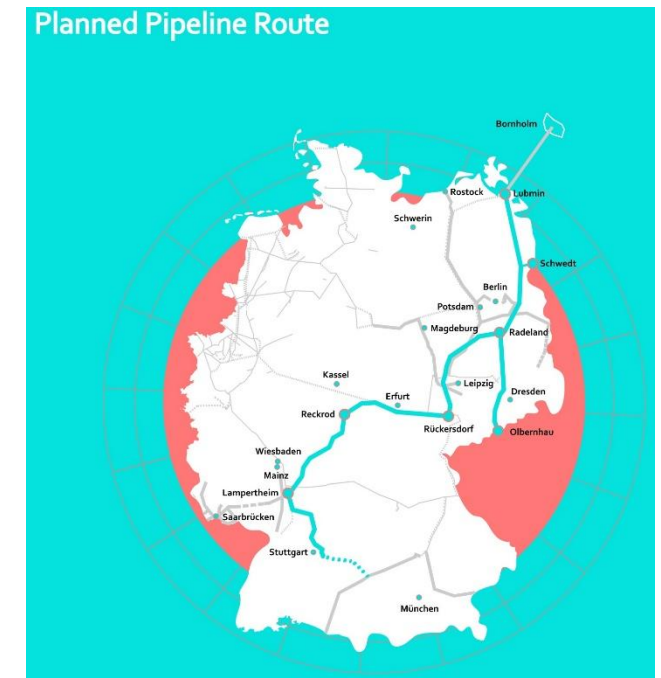 Planned Pipeline Route
Bornholm
Rostock
Lubmin
Schwerin
Schwedt
Berlin
Potsdam
Magdeburg
Radeland
Kassel
Leipzig
Erfurt
Dresden
Reckrod
Rückersdorf
Olbernhau
Wiesbaden
Mainz
Lampertheim
Saarbrücken
Stuttgart
München